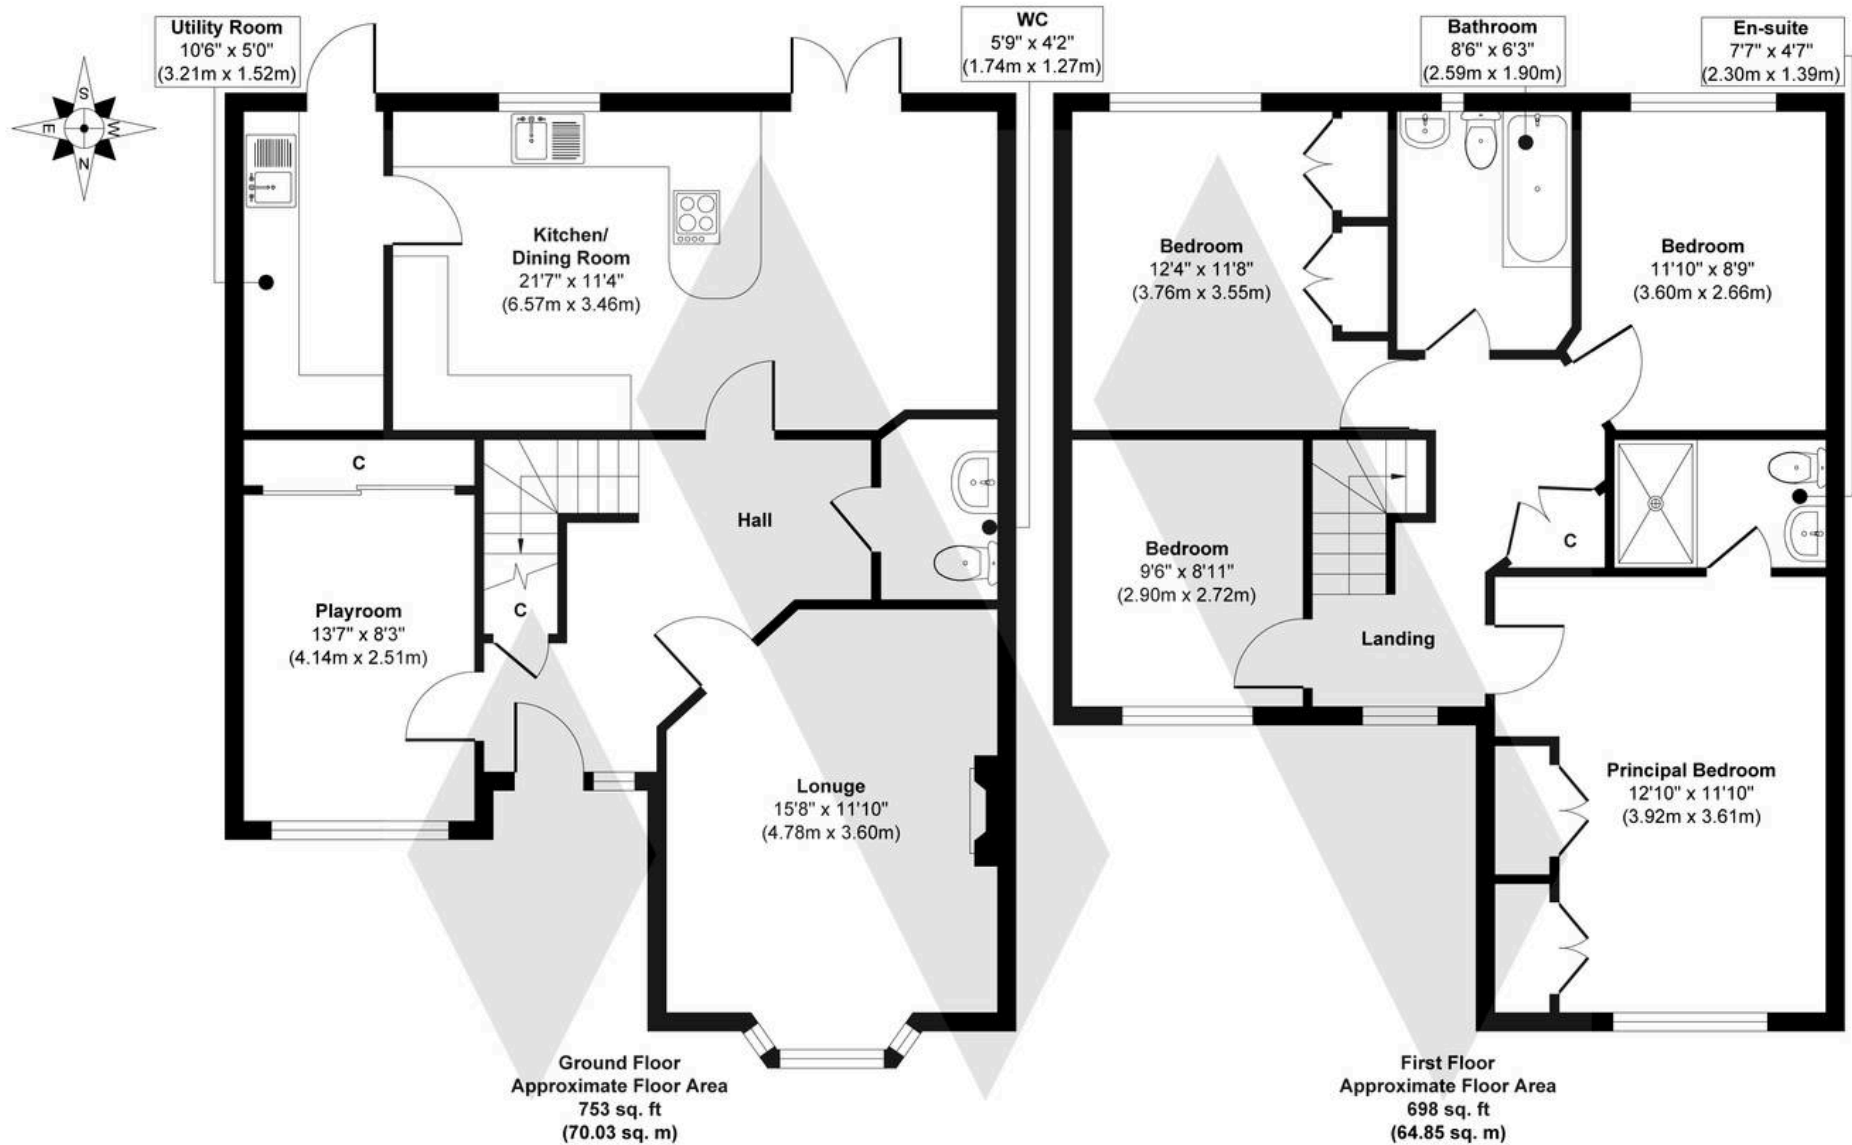 Utility Room
10'6" x 5'0"
(3.21m x 1.52m)
WC
5'9" x 4'2"
(1.74m x 1.27m)
Bathroom
8'6" x 6'3"
(2.59m x 1.90m)
En-suite
7'7" x 4'7"
(2.30m x 1.39m)
S
E
W
N
Kitchen/
Dining Room
21'7" x 11'4"
(6.57m x 3.46m)
Bedroom
12'4" x 11'8"
(3.76m x 3.55m)
Bedroom
11'10" x 8'9"
(3.60m x 2.66m)
C
Hall
C
Playroom
13'7" x 8'3"
(4.14m x 2.51m)
C
Bedroom
9'6" x 8'11"
(2.90m x 2.72m)
Landing
Lonuge
15'8" x 11'10"
(4.78m x 3.60m)
Principal Bedroom
12'10" x 11'10"
(3.92m x 3.61m)
Ground Floor
Approximate Floor Area
753 sq. ft
(70.03 sq. m)
First Floor
Approximate Floor Area
698 sq. ft
(64.85 sq. m)